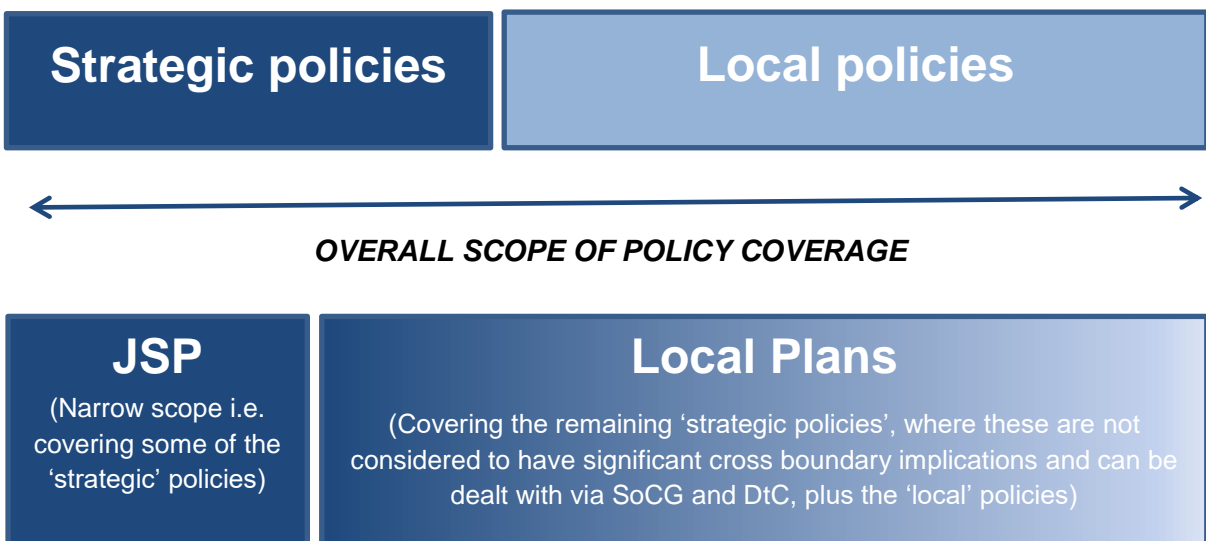 Strategic policies
Local policies
OVERALL SCOPE OF POLICY COVERAGE
JSP
(Narrow scope i.e.
covering some of the
‘strategic’ policies)
Local Plans
(Covering the remaining ‘strategic policies’, where these are not
considered to have significant cross boundary implications and can be
dealt with via SoCG and DtC, plus the ‘local’ policies)